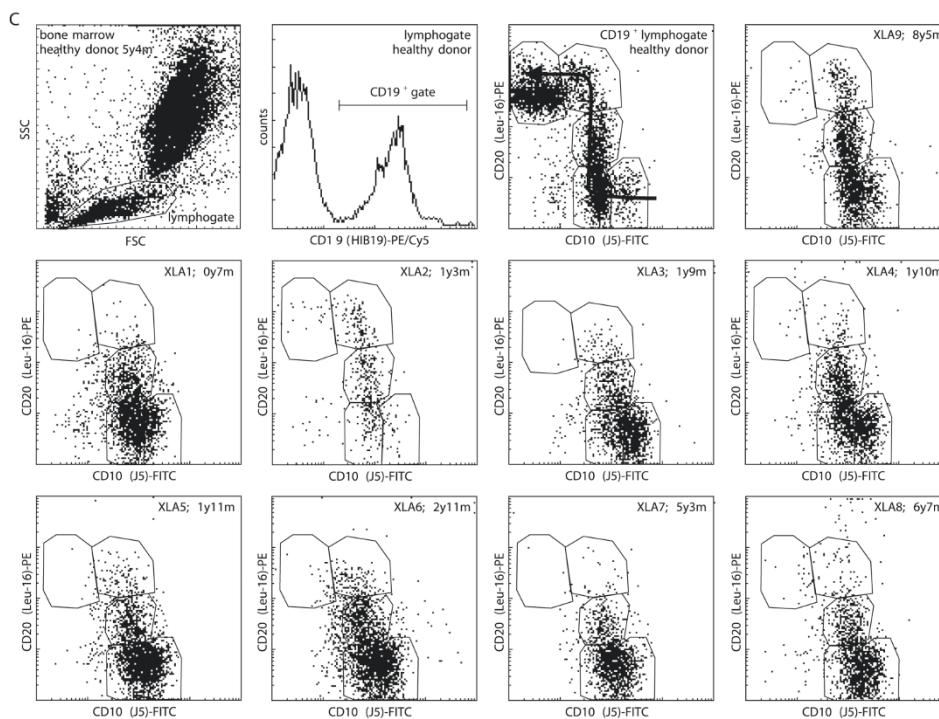 C
bone marrow
healthy donor, 5y4m
SSC
lymphogate
FSC
lymphogate
healthy donor
CD19+ gate
counts
CD1 9 (HIB19)-PE/Cy5
CD19+ lymphogate
healthy donor
CD20 (Leu-16)-PE
CD10 (J5)-FITC
XLA9; 8y5m
CD20 (Leu-16)-PE
CD10 (J5)-FITC
XLA1; 0y7m
CD20 (Leu-16)-PE
CD10 (J5)-FITC
XLA2; 1y3m
CD20 (Leu-16)-PE
CD10 (J5)-FITC
XLA3; 1y9m
CD20 (Leu-16)-PE
CD10 (J5)-FITC
XLA4; 1y10m
CD20 (Leu-16)-PE
CD10 (J5)-FITC
XLA5; 1y11m
CD20 (Leu-16)-PE
CD10 (J5)-FITC
XLA6; 2y11m
CD20 (Leu-16)-PE
CD10 (J5)-FITC
XLA7; 5y3m
CD20 (Leu-16)-PE
CD10 (J5)-FITC
XLA8; 6y7m
CD20 (Leu-16)-PE
CD10 (J5)-FITC